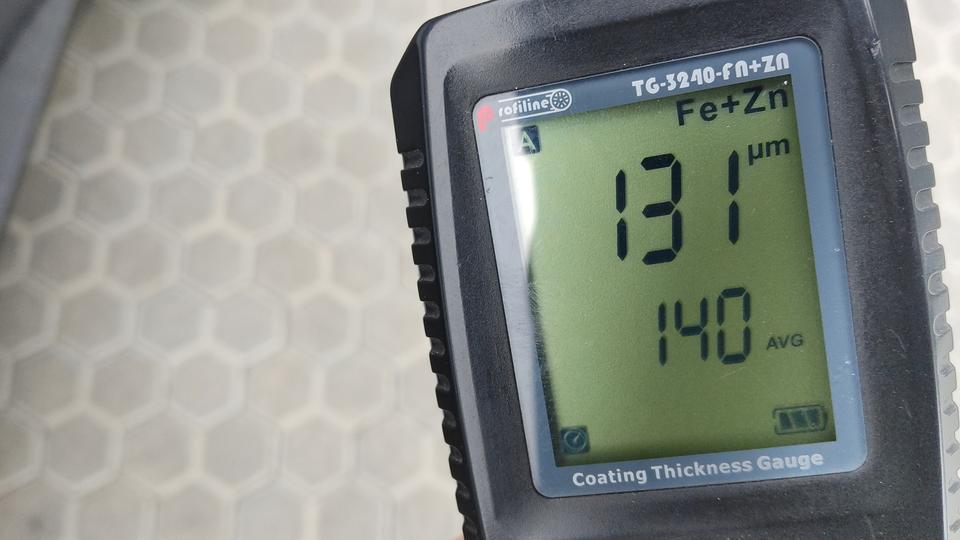 TG-3240-FN+ZN
Profiline
Fe+Zn
A
µm
131
140 AVG
Coating Thickness Gauge